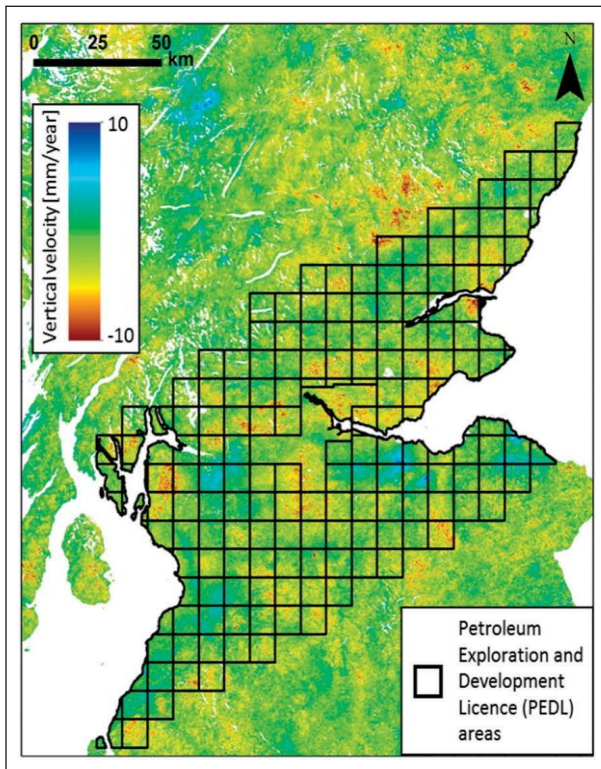 0 25 50
km
N
10
Vertical velocity [mm/year]
-10
Petroleum
Exploration and
Development
Licence (PEDL)
areas